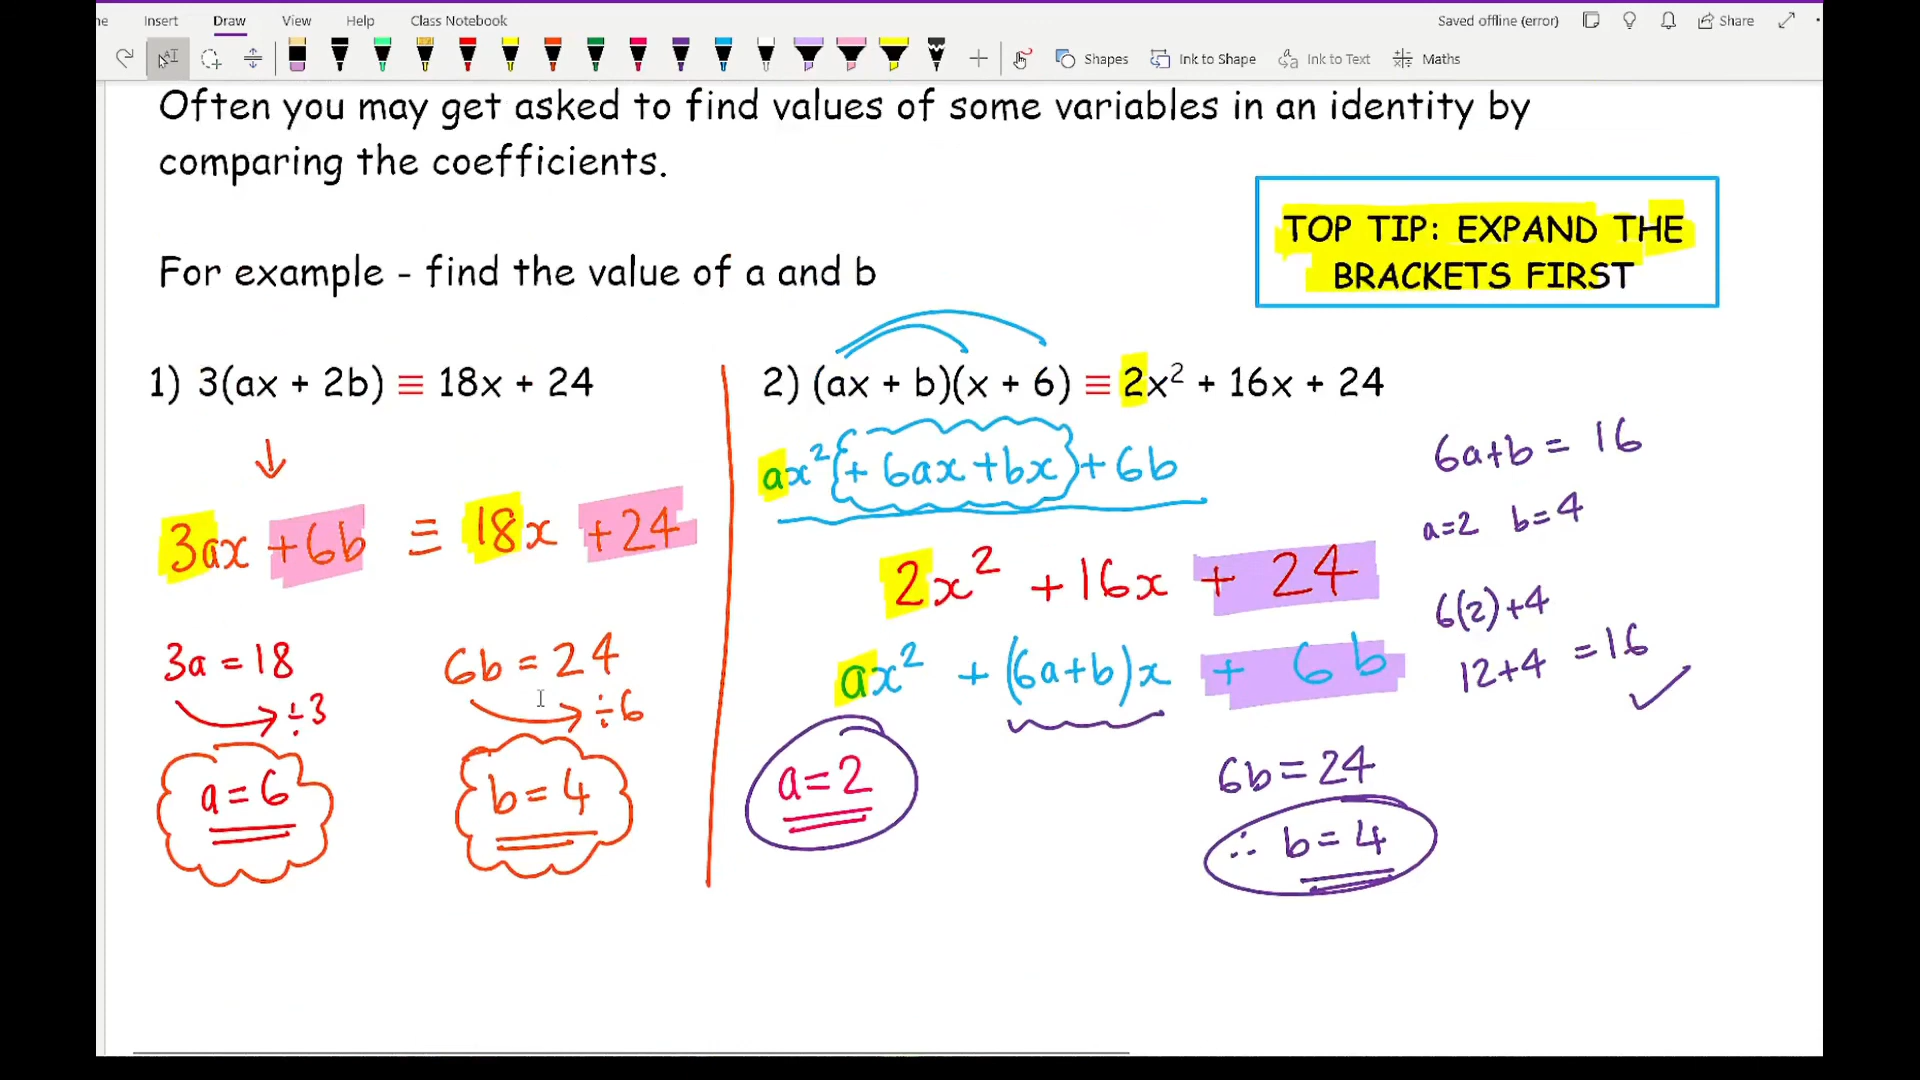 Insert Draw View Help Class Notebook Saved offline (error) Share
Shapes Ink to Shape Ink to Text Maths
Often you may get asked to find values of some variables in an identity by
comparing the coefficients.
TOP TIP: EXPAND THE
BRACKETS FIRST
For example - find the value of a and b
1) 3(ax + 2b) ≡ 18x + 24
3ax +6b ≡ 18x +24
3a = 18
÷3
a = 6
6b = 24
÷6
b = 4
2) (ax + b)(x + 6) ≡ 2x² + 16x + 24
ax² + 6ax + bx + 6b
2x² + 16x + 24
ax² + (6a+b)x + 6b
a = 2
6b = 24
∴ b = 4
6a+b = 16
a=2 b=4
6(2)+4
12+4 = 16 ✓